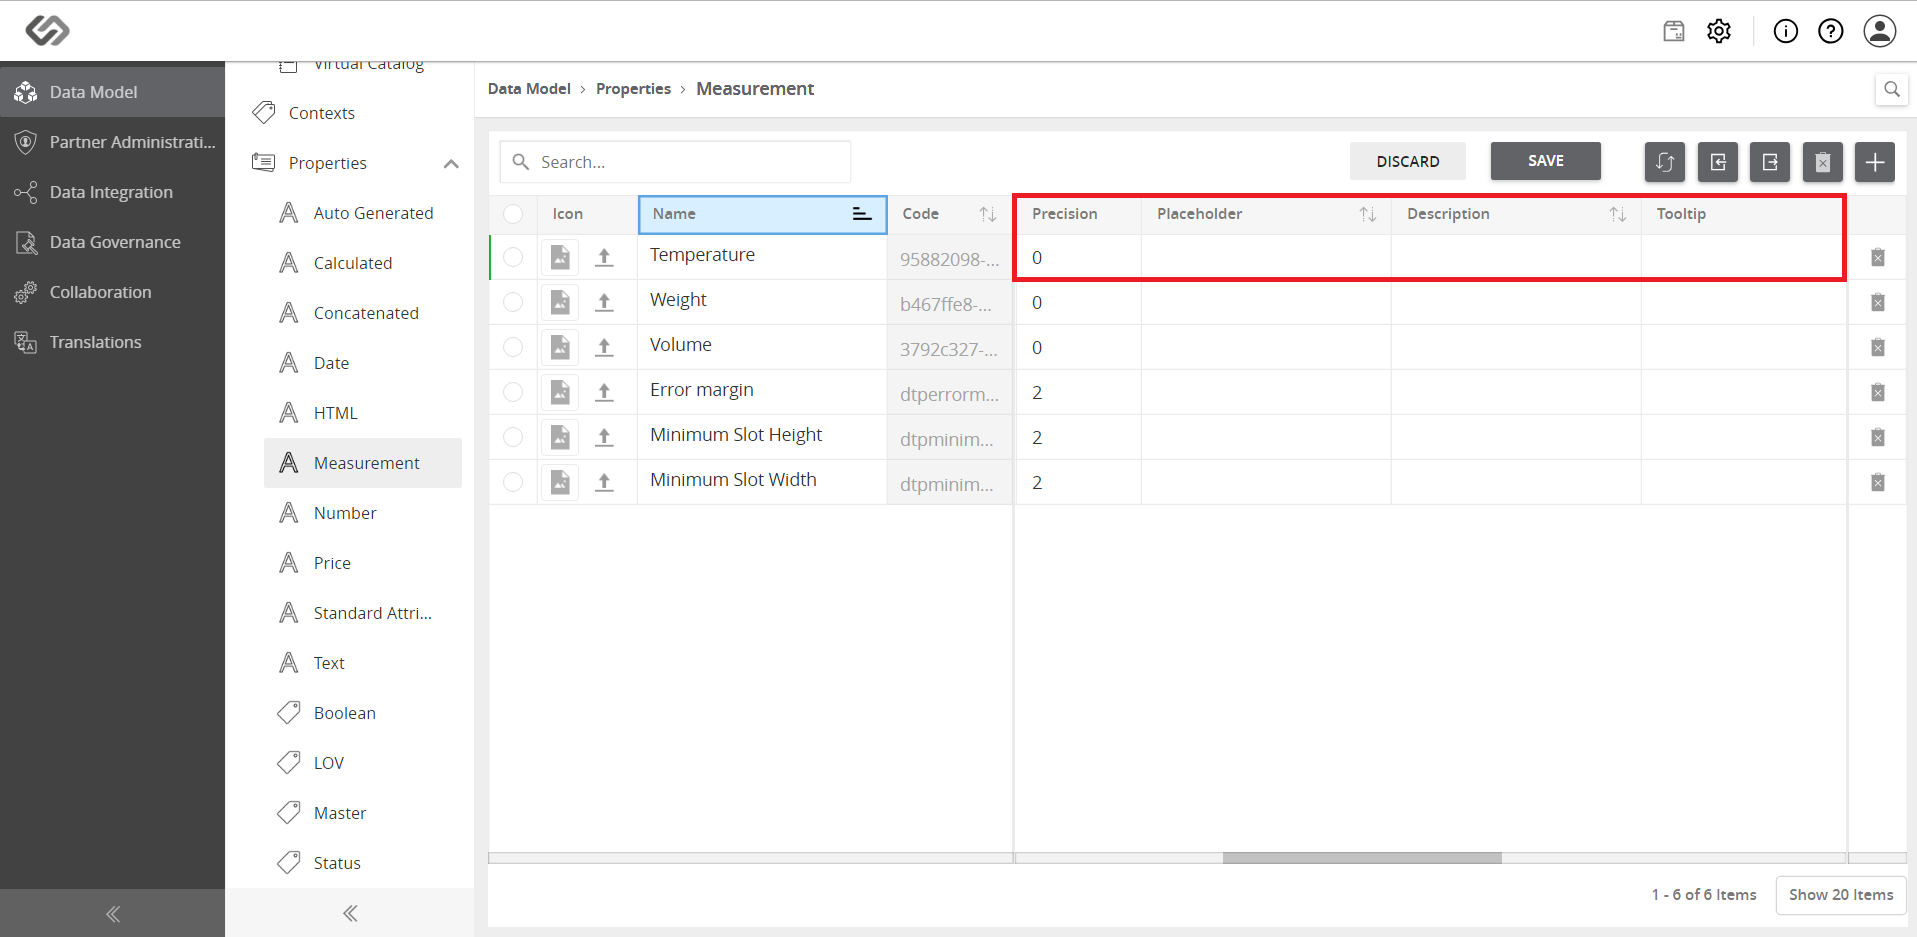 Data Model
Partner Administrati...
Data Integration
Data Governance
Collaboration
Translations
Virtual Catalog
Contexts
Properties
Auto Generated
Calculated
Concatenated
Date
HTML
Measurement
Number
Price
Standard Attri...
Text
Boolean
LOV
Master
Status
Data Model > Properties > Measurement
Search... DISCARD SAVE
Icon Name Code Precision Placeholder Description Tooltip
Temperature 95882098-... 0
Weight b467ffe8-... 0
Volume 3792c327-... 0
Error margin dtperrorm... 2
Minimum Slot Height dtpminim... 2
Minimum Slot Width dtpminim... 2
1 - 6 of 6 Items Show 20 Items